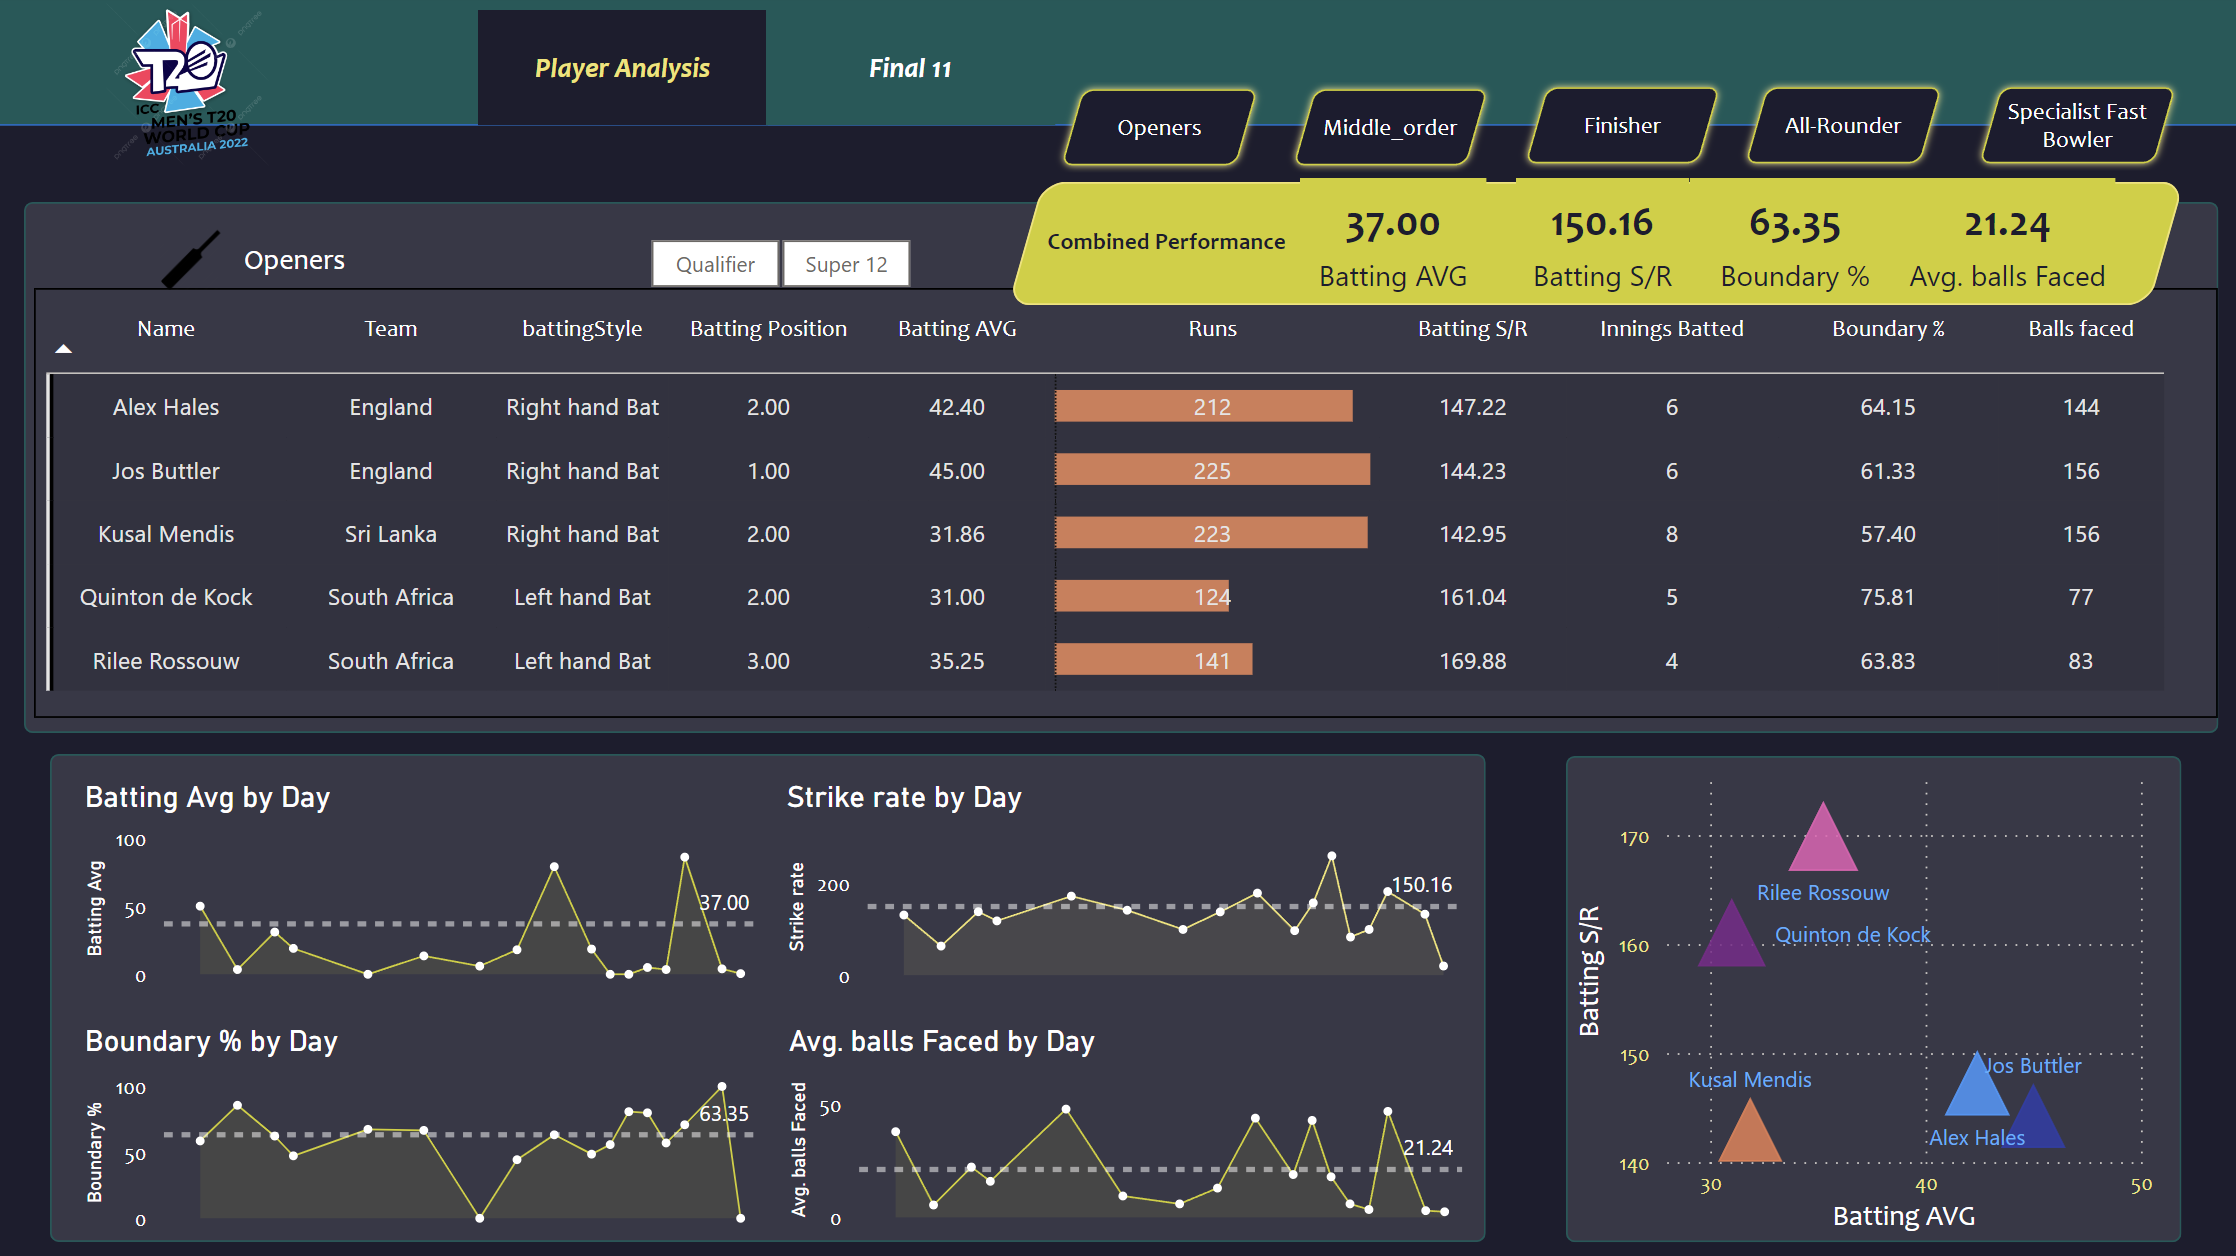 T20
ICC
MEN'S T20
WORLD CUP
AUSTRALIA 2022
Player Analysis
Final 11
Openers
Middle_order
Finisher
All-Rounder
Specialist Fast
Bowler
Combined Performance
37.00
Batting AVG
150.16
Batting S/R
63.35
Boundary %
21.24
Avg. balls Faced
Openers
Qualifier
Super 12
Name Team battingStyle Batting Position Batting AVG Runs Batting S/R Innings Batted Boundary % Balls faced
Alex Hales England Right hand Bat 2.00 42.40 212 147.22 6 64.15 144
Jos Buttler England Right hand Bat 1.00 45.00 225 144.23 6 61.33 156
Kusal Mendis Sri Lanka Right hand Bat 2.00 31.86 223 142.95 8 57.40 156
Quinton de Kock South Africa Left hand Bat 2.00 31.00 124 161.04 5 75.81 77
Rilee Rossouw South Africa Left hand Bat 3.00 35.25 141 169.88 4 63.83 83
Batting Avg by Day
Batting Avg
100
50
0
37.00
Strike rate by Day
Strike rate
200
0
150.16
Boundary % by Day
Boundary %
100
50
0
63.35
Avg. balls Faced by Day
Avg. balls Faced
50
0
21.24
Batting S/R
170
160
150
140
Rilee Rossouw
Quinton de Kock
Jos Buttler
Kusal Mendis
Alex Hales
30 40 50
Batting AVG